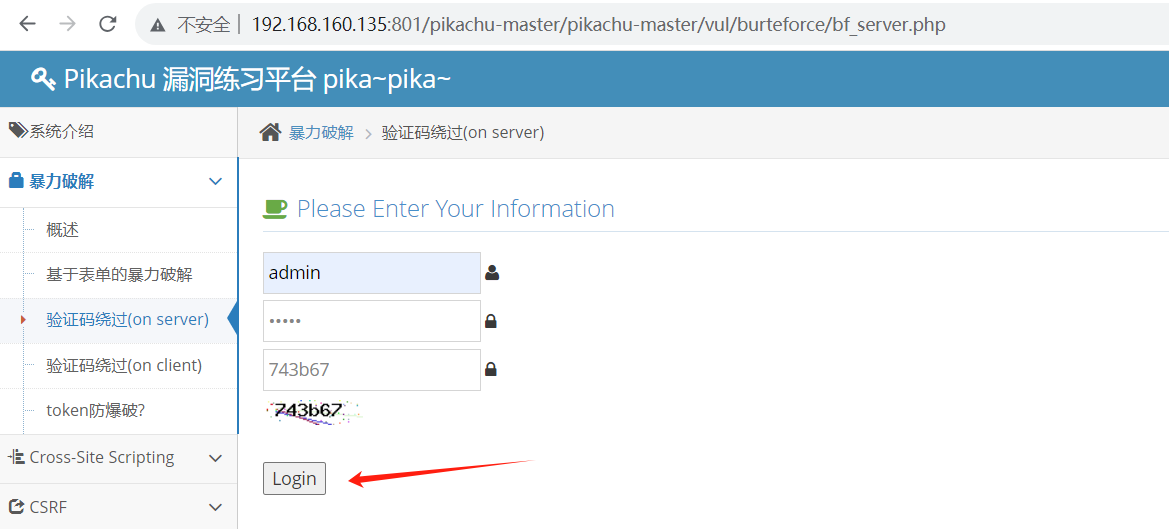 不安全 192.168.160.135:801/pikachu-master/pikachu-master/vul/burteforce/bf_server.php
Pikachu 漏洞练习平台 pika~pika~
系统介绍
暴力破解
概述
基于表单的暴力破解
验证码绕过(on server)
验证码绕过(on client)
token防爆破?
Cross-Site Scripting
CSRF
暴力破解 > 验证码绕过(on server)
Please Enter Your Information
admin
•••••
743b67
743b67
Login